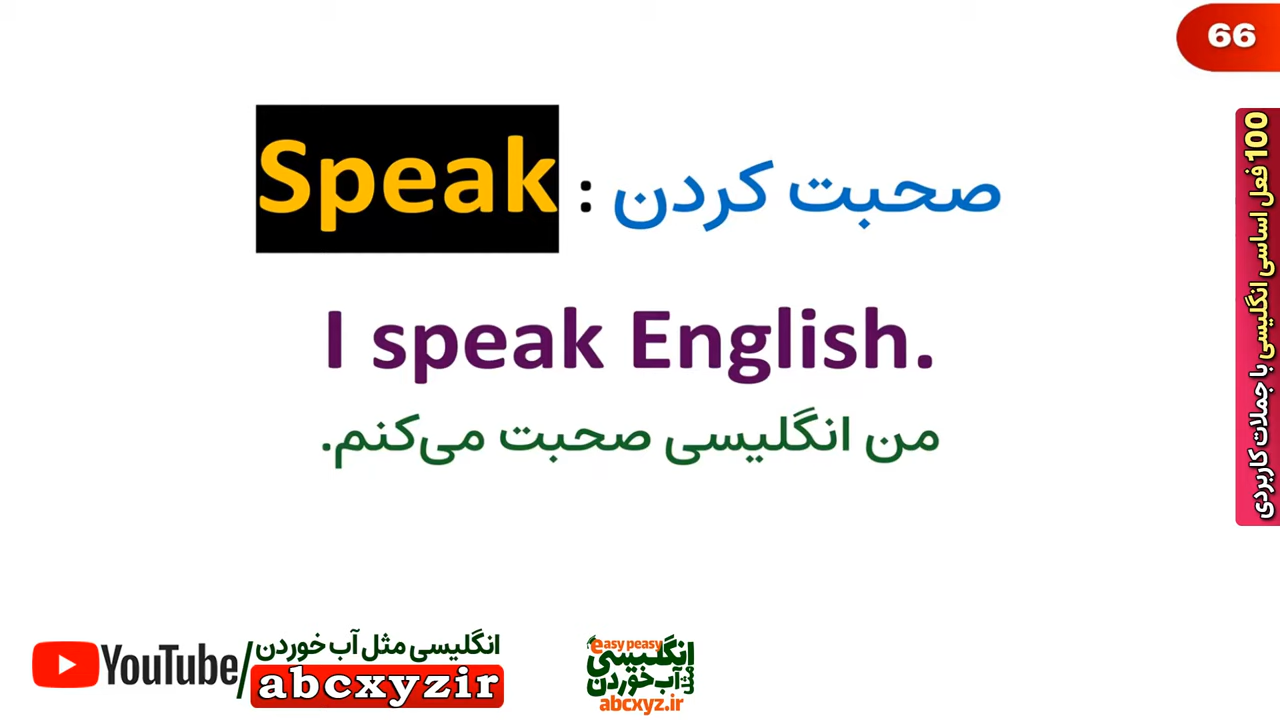 66
Speak : صحبت کردن
I speak English.
من انگلیسی صحبت می‌کنم.
100 فعل اساسی انگلیسی با جملات کاربردی
YouTube/
انگلیسی مثل آب خوردن
abcxyzir
easy peasy
انگلیسی
مثل
آب خوردن
abcxyz.ir